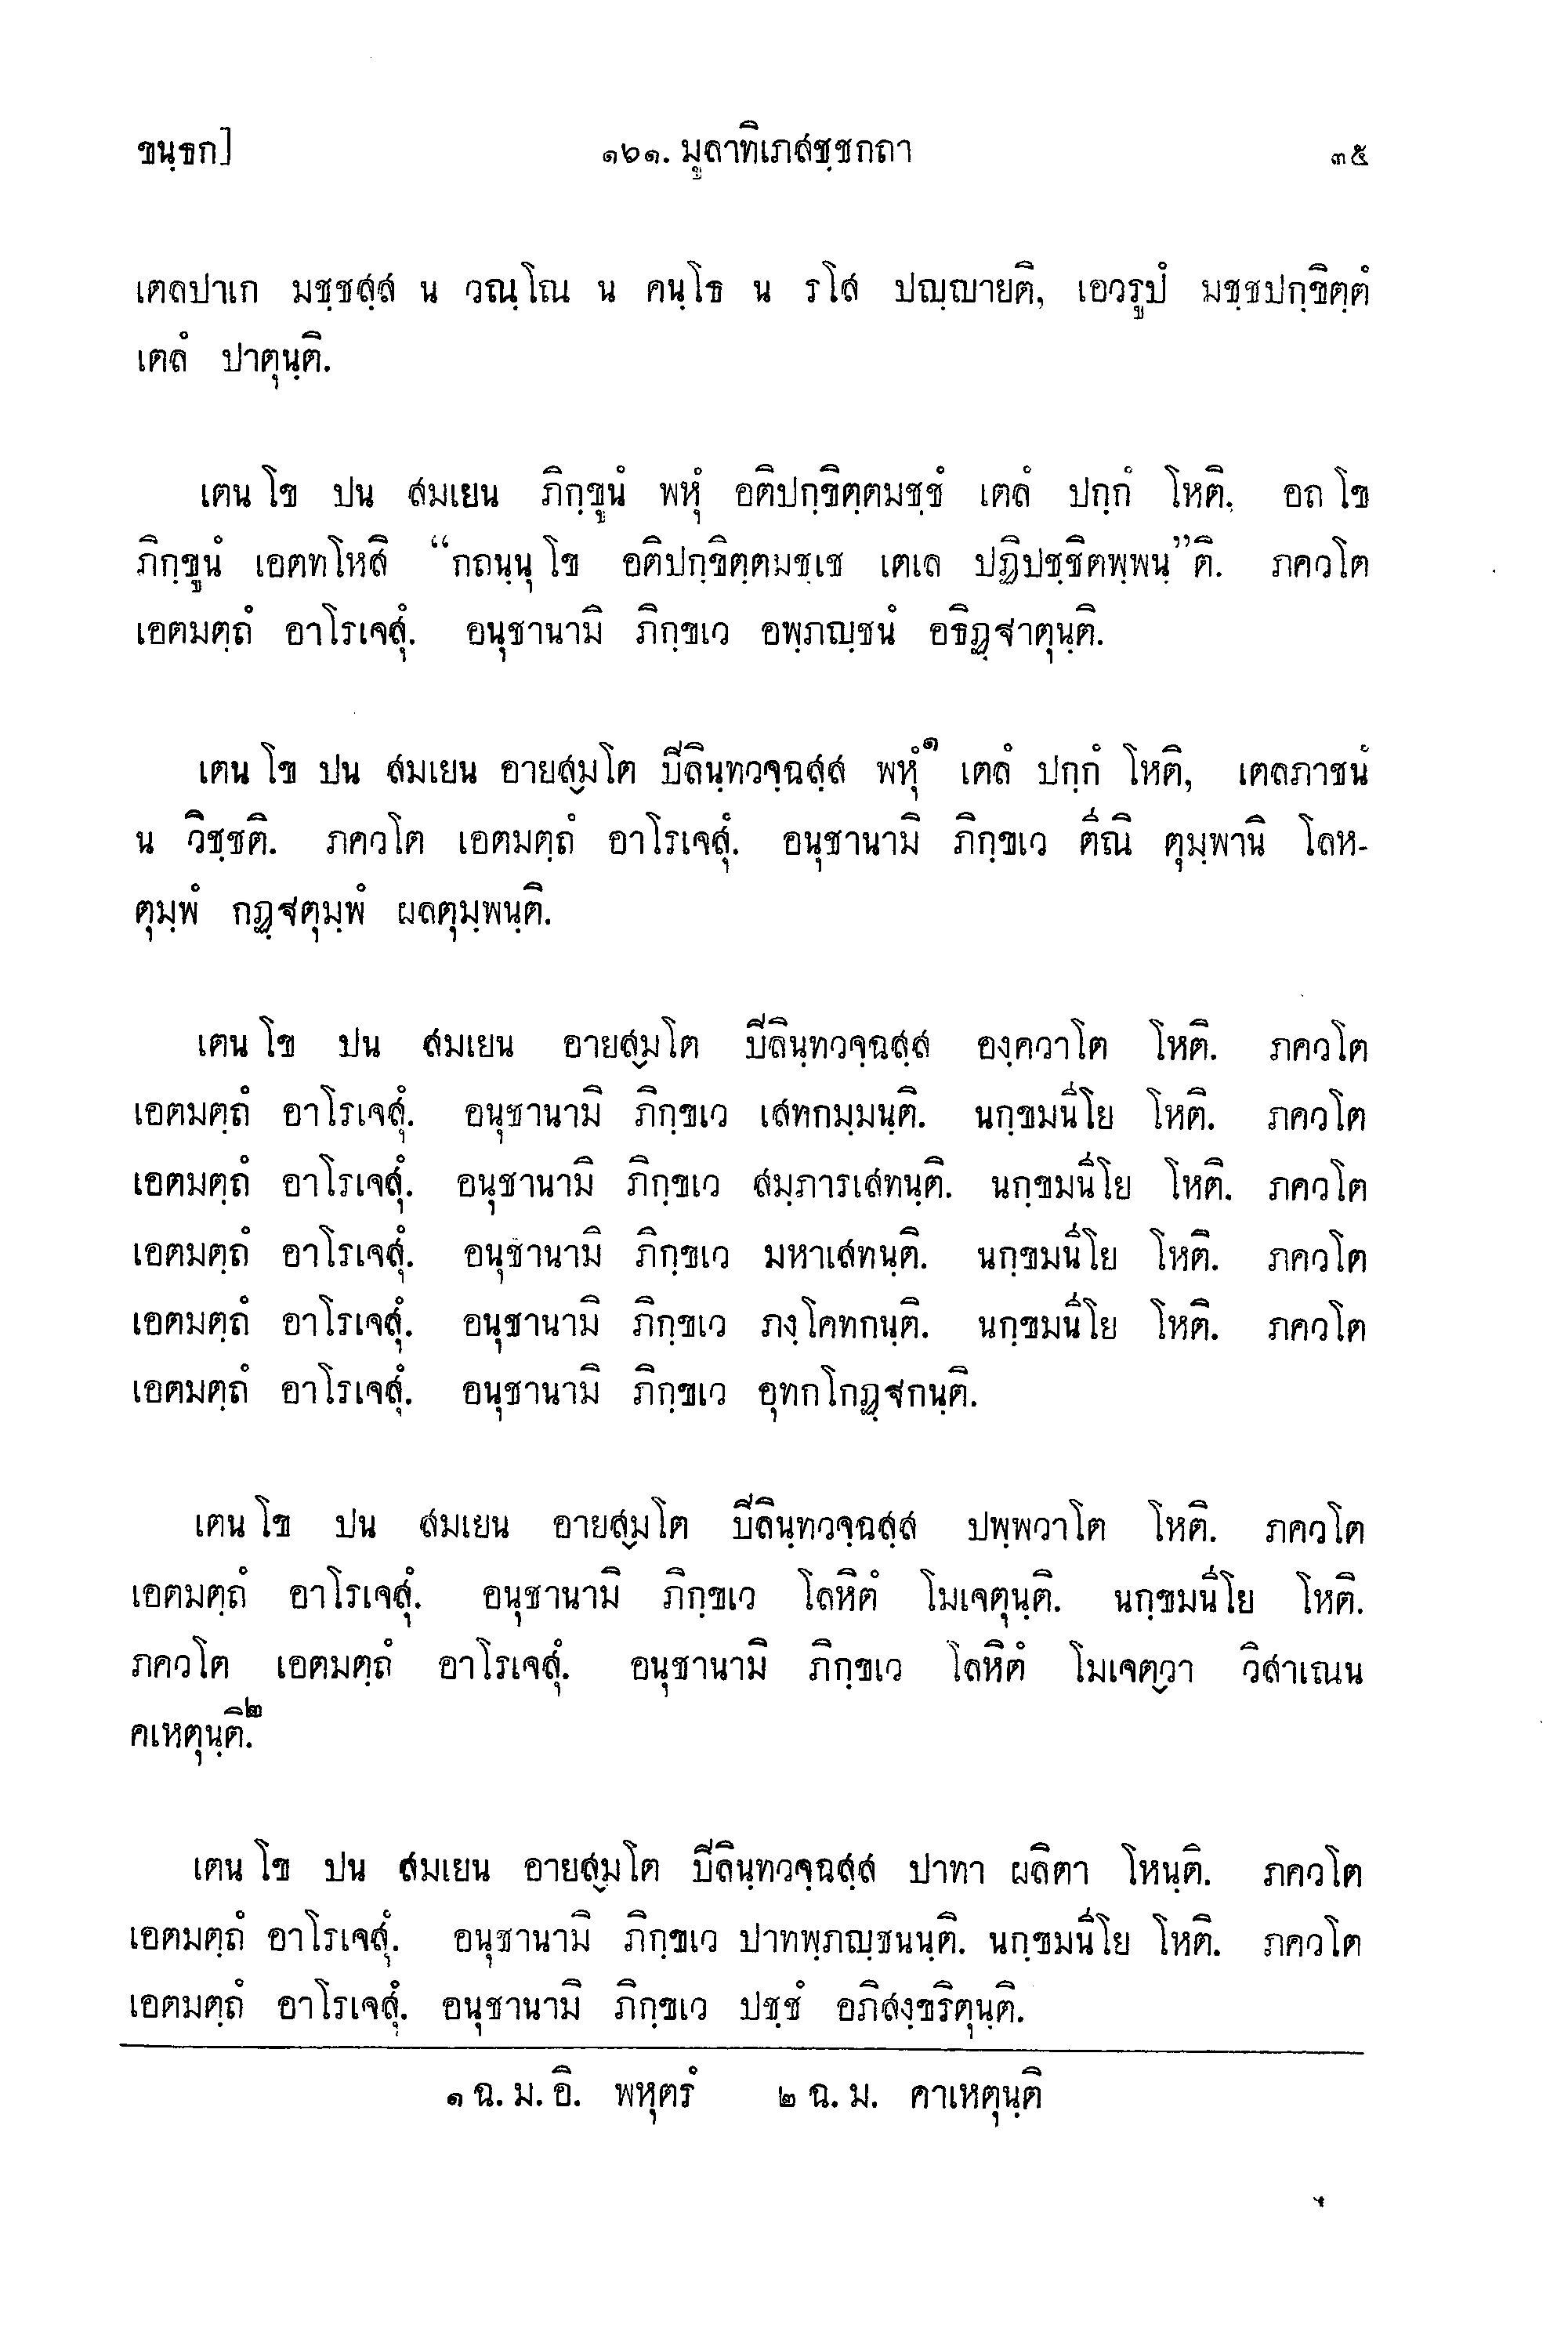 ขนฺธก]
๑๖๑. มูลาทิเภสชฺชกถา
๓๕
เตลปาเก มชฺชสฺส น วณฺโณ น คนฺโธ น รโส ปญฺญายติ, เอวรูปํ มชฺชปกฺขิตฺตํ
เตลํ ปาตุนฺติ.
เตน โข ปน สมเยน ภิกฺขูนํ พหุํ อติปกฺขิตฺตมชฺชํ เตลํ ปกฺกํ โหติ. อถ โข
ภิกฺขูนํ เอตทโหสิ “กถนฺนุ โข อติปกฺขิตฺตมชฺเช เตเล ปฏิปชฺชิตพฺพนฺ”ติ. ภควโต
เอตมตฺถํ อาโรเจสุํ. อนุชานามิ ภิกฺขเว อพฺภญฺชนํ อธิฏฺฐาตุนฺติ.
เตน โข ปน สมเยน อายสฺมโต ปิลินฺทวจฺฉสฺส พหุํ๑ เตลํ ปกฺกํ โหติ, เตลภาชนํ
น วิชฺชติ. ภควโต เอตมตฺถํ อาโรเจสุํ. อนุชานามิ ภิกฺขเว ตีณิ ตุมฺพานิ โลห-
ตุมฺพํ กฏฺฐตุมฺพํ ผลตุมฺพนฺติ.
เตน โข ปน สมเยน อายสฺมโต ปิลินฺทวจฺฉสฺส องฺควาโต โหติ. ภควโต
เอตมตฺถํ อาโรเจสุํ. อนุชานามิ ภิกฺขเว เสทกมฺมนฺติ. นกฺขมนิโย โหติ. ภควโต
เอตมตฺถํ อาโรเจสุํ. อนุชานามิ ภิกฺขเว สมฺภารเสทนฺติ. นกฺขมนิโย โหติ. ภควโต
เอตมตฺถํ อาโรเจสุํ. อนุชานามิ ภิกฺขเว มหาเสทนฺติ. นกฺขมนิโย โหติ. ภควโต
เอตมตฺถํ อาโรเจสุํ. อนุชานามิ ภิกฺขเว ภงฺโคทกนฺติ. นกฺขมนิโย โหติ. ภควโต
เอตมตฺถํ อาโรเจสุํ. อนุชานามิ ภิกฺขเว อุทกโกฏฺฐกนฺติ.
เตน โข ปน สมเยน อายสฺมโต ปิลินฺทวจฺฉสฺส ปพฺพวาโต โหติ. ภควโต
เอตมตฺถํ อาโรเจสุํ. อนุชานามิ ภิกฺขเว โลหิตํ โมเจตุนฺติ. นกฺขมนิโย โหติ.
ภควโต เอตมตฺถํ อาโรเจสุํ. อนุชานามิ ภิกฺขเว โลหิตํ โมเจตฺวา วิสาเณน
คเหตุนฺติ.๒
เตน โข ปน สมเยน อายสฺมโต ปิลินฺทวจฺฉสฺส ปาทา ผลิตา โหนฺติ. ภควโต
เอตมตฺถํ อาโรเจสุํ. อนุชานามิ ภิกฺขเว ปาทพฺภญฺชนนฺติ. นกฺขมนิโย โหติ. ภควโต
เอตมตฺถํ อาโรเจสุํ. อนุชานามิ ภิกฺขเว ปชฺชํ อภิสงฺขริตุนฺติ.
๑ ฉ. ม. อิ. พหุตรํ ๒ ฉ. ม. คาเหตุนฺติ